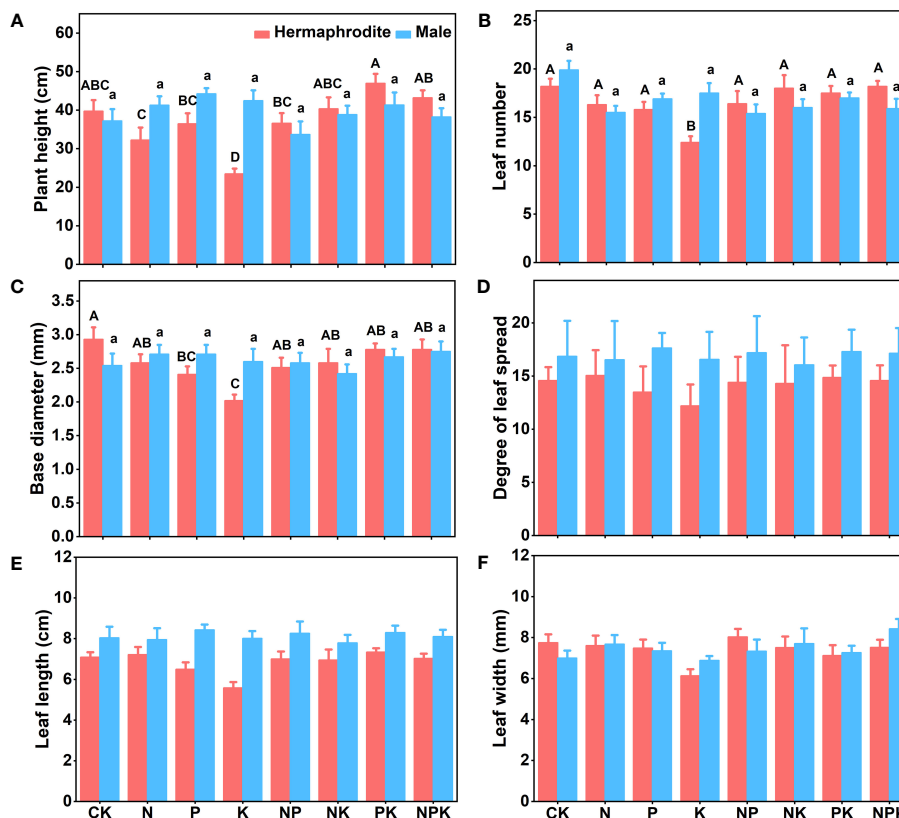 A
Hermaphrodite Male
Plant height (cm)
60
50
40
30
20
10
0
ABC a C a BC a D a BC a ABC a A a AB a
B
Leaf number
25
20
15
10
5
0
A a A a A a B a A a A a A a A a
C
Base diameter (mm)
3.5
3.0
2.5
2.0
1.5
1.0
0.5
0.0
A a AB a BC a C a AB a AB a AB a AB a
D
Degree of leaf spread
20
15
10
5
0
E
Leaf length (cm)
12
10
8
6
4
2
0
CK N P K NP NK PK NPK
F
Leaf width (mm)
12
10
8
6
4
2
0
CK N P K NP NK PK NPK